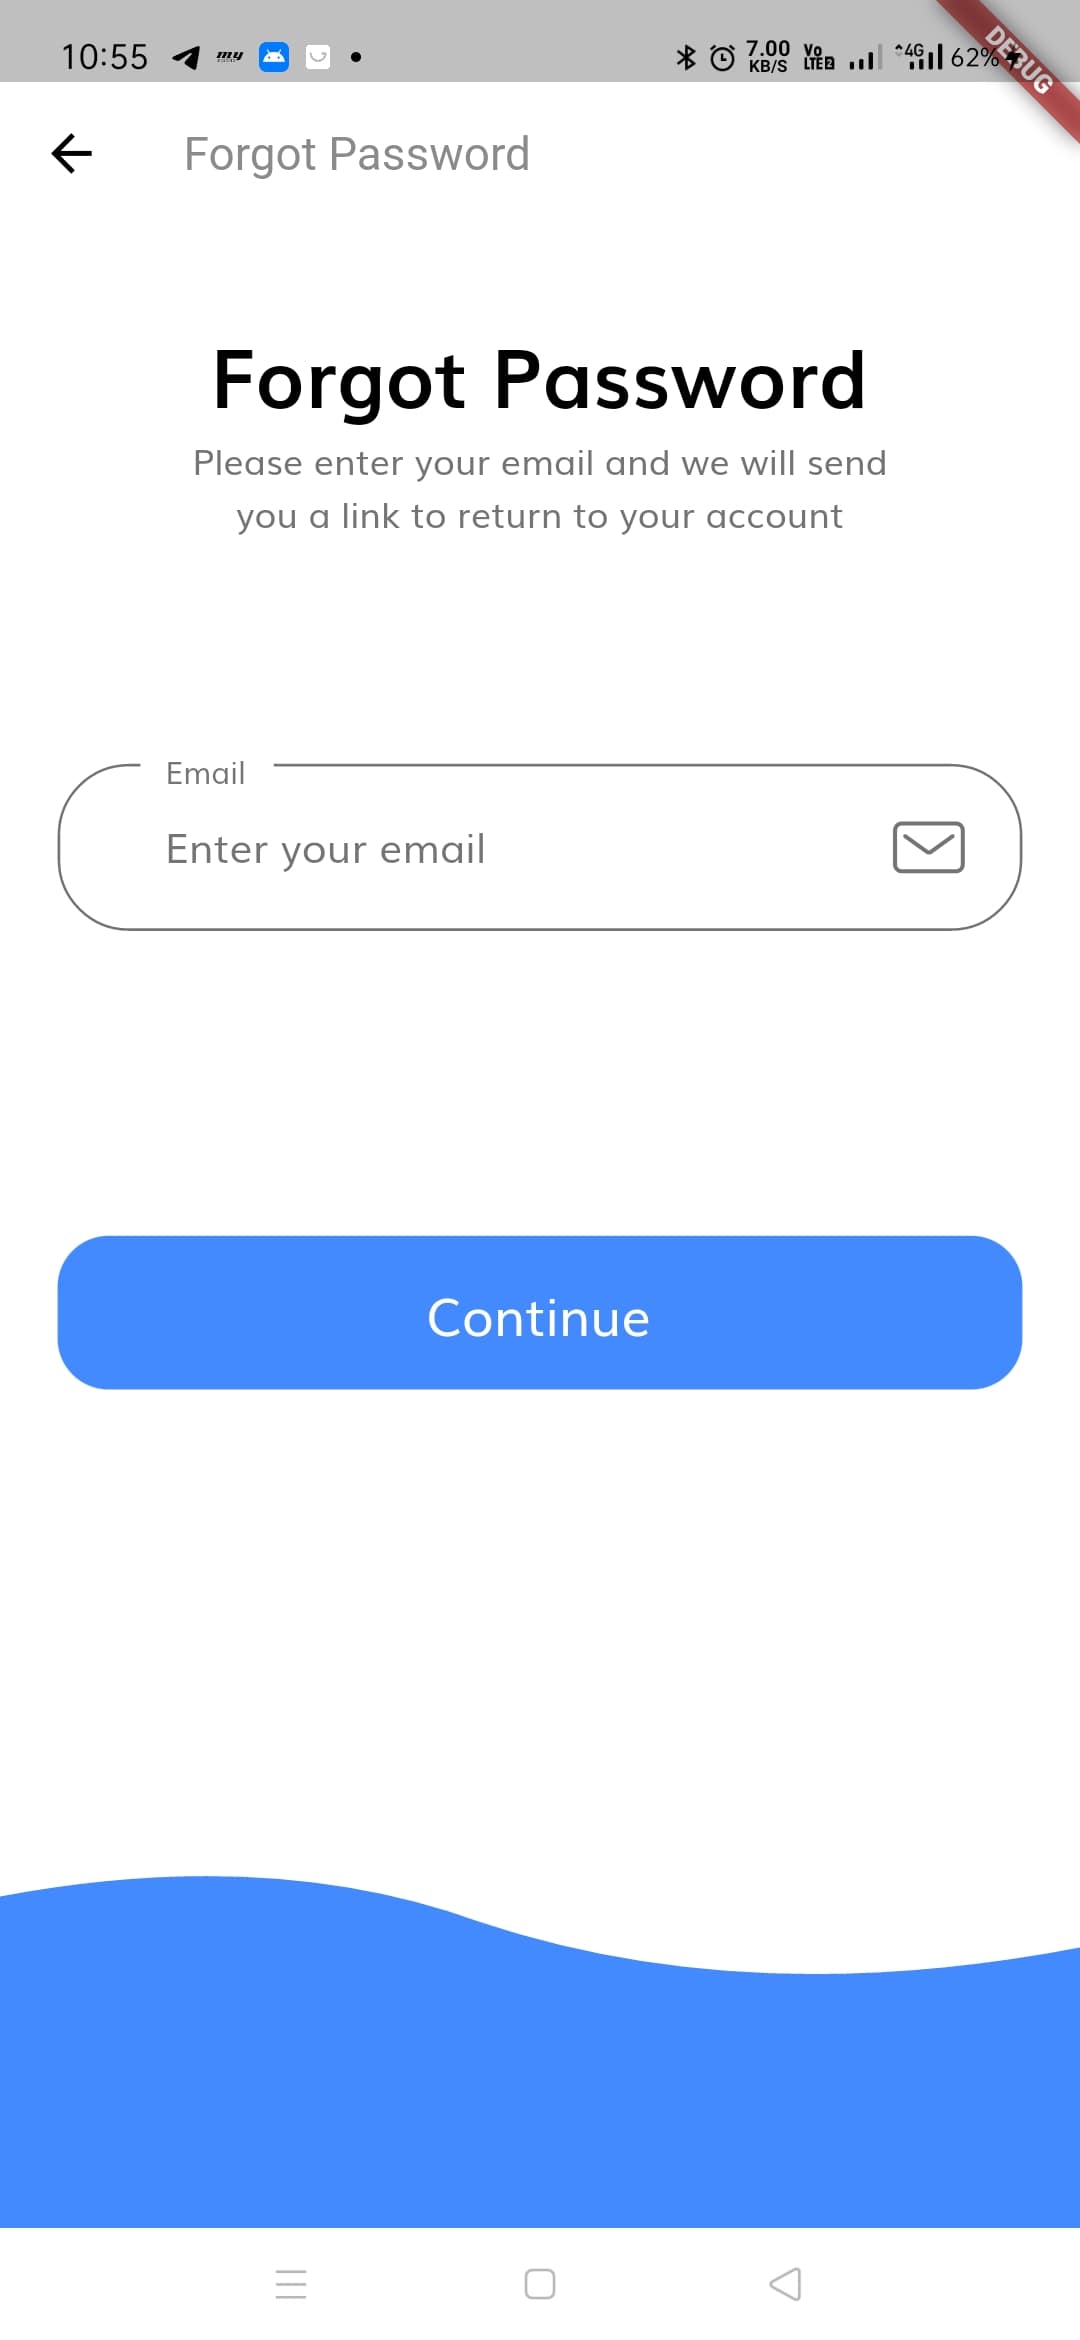 10:55 my 7.00 KB/S Vo LTE 2 4G 62%
DEBUG
Forgot Password
Forgot Password
Please enter your email and we will send
you a link to return to your account
Email
Enter your email
Continue